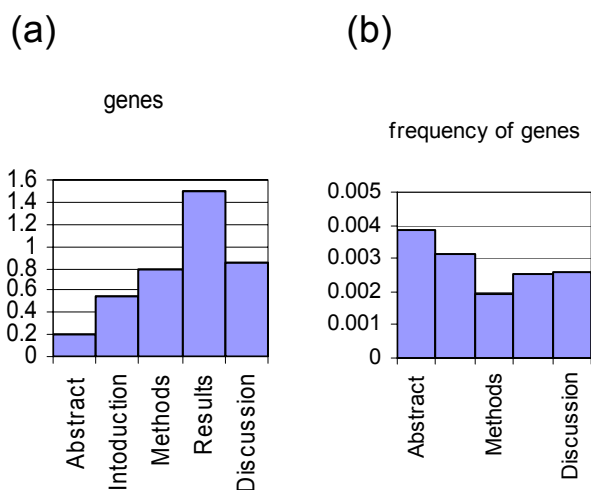 (a)
genes
1.6
1.4
1.2
1
0.8
0.6
0.4
0.2
0
Abstract
Intoduction
Methods
Results
Discussion
(b)
frequency of genes
0.005
0.004
0.003
0.002
0.001
0
Abstract
Methods
Discussion